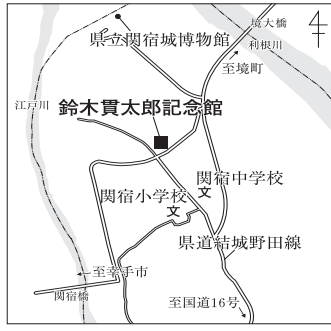 境大橋
県立関宿城博物館
利根川
至境町
江戸川
鈴木貫太郎記念館
関宿中学校
文
関宿小学校
文
県道結城野田線
至幸手市
関宿橋
至国道16号